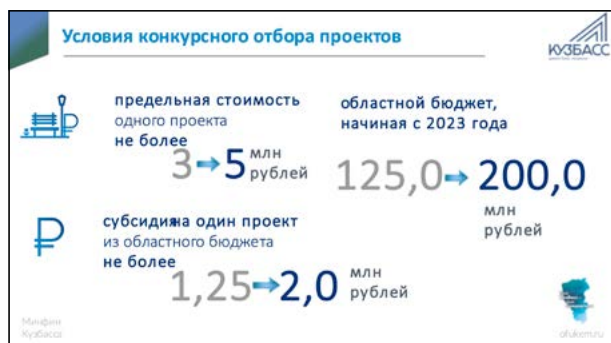 Условия конкурсного отбора проектов
КУЗБАСС
предельная стоимость
одного проекта
не более
3 5 млн
рублей
областной бюджет,
начиная с 2023 года
125,0 200,0
млн
рублей
₽
субсидияна один проект
из областного бюджета
не более
1,25 2,0 млн
рублей
Минфин
Кузбасса
ofukem.ru